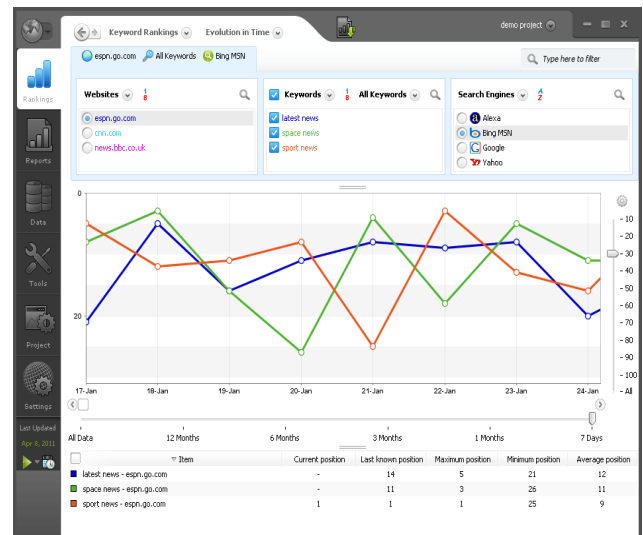 Keyword Rankings Evolution in Time demo project
espn.go.com All Keywords Bing MSN Type here to filter
Rankings
Reports
Data
Tools
Project
Settings
Last Updated
Apr 8, 2011
Websites
espn.go.com
cnn.com
news.bbc.co.uk
Keywords All Keywords
latest news
space news
sport news
Search Engines A Z
Alexa
Bing MSN
Google
Yahoo
0
20
17-Jan 18-Jan 19-Jan 20-Jan 21-Jan 22-Jan 23-Jan 24-Jan
- 10
- 20
- 30
- 40
- 50
- 60
- 70
- 80
- 90
- 100
- All
All Data 12 Months 6 Months 3 Months 1 Months 7 Days
Item Current position Last known position Maximum position Minimum position Average position
latest news - espn.go.com - 14 5 21 12
space news - espn.go.com - 11 3 26 11
sport news - espn.go.com 1 1 1 25 9